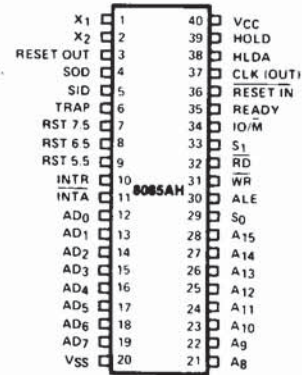 X1 1 40 VCC
X2 2 39 HOLD
RESET OUT 3 38 HLDA
SOD 4 37 CLK (OUT)
SID 5 36 RESET IN
TRAP 6 35 READY
RST 7.5 7 34 IO/M
RST 6.5 8 33 S1
RST 5.5 9 32 RD
INTR 10 8085AH 31 WR
INTA 11 30 ALE
AD0 12 29 S0
AD1 13 28 A15
AD2 14 27 A14
AD3 15 26 A13
AD4 16 25 A12
AD5 17 24 A11
AD6 18 23 A10
AD7 19 22 A9
VSS 20 21 A8